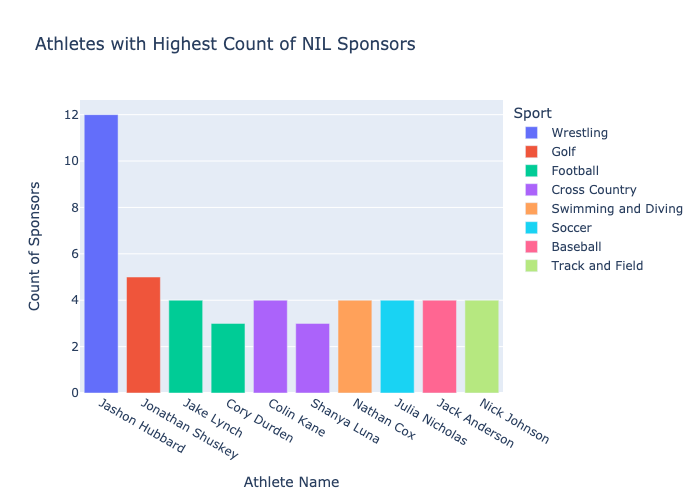 Athletes with Highest Count of NIL Sponsors
Count of Sponsors
12
10
8
6
4
2
0
Jashon Hubbard
Jonathan Shuskey
Jake Lynch
Cory Durden
Colin Kane
Shanya Luna
Nathan Cox
Julia Nicholas
Jack Anderson
Nick Johnson
Athlete Name
Sport
Wrestling
Golf
Football
Cross Country
Swimming and Diving
Soccer
Baseball
Track and Field